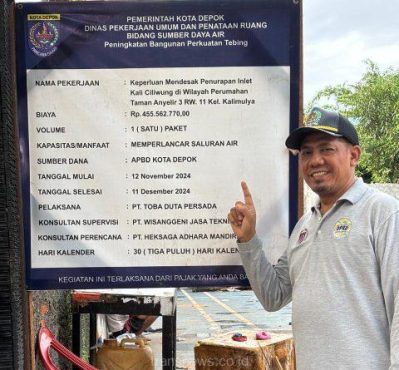 KOTA DEPOK
PEMERINTAH KOTA DEPOK
DINAS PEKERJAAN UMUM DAN PENATAAN RUANG
BIDANG SUMBER DAYA AIR
Peningkatan Bangunan Perkuatan Tebing
NAMA PEKERJAAN : Keperluan Mendesak Penurapan Inlet
Kali Ciliwung di Wilayah Perumahan
Taman Anyelir 3 RW. 11 Kel. Kalimulya
BIAYA : Rp. 455.562.770,00
VOLUME : 1 ( SATU ) PAKET
KAPASITAS/MANFAAT : MEMPERLANCAR SALURAN AIR
SUMBER DANA : APBD KOTA DEPOK
TANGGAL MULAI : 12 November 2024
TANGGAL SELESAI : 11 Desember 2024
PELAKSANA : PT. TOBA DUTA PERSADA
KONSULTAN SUPERVISI : PT. WISANGGENI JASA TEKNIK
KONSULTAN PERENCANA : PT. HEKSAGA ADHARA MANDIRI
HARI KALENDER : 30 ( TIGA PULUH ) HARI KALENDER
KEGIATAN INI TERLAKSANA DARI PAJAK YANG ANDA